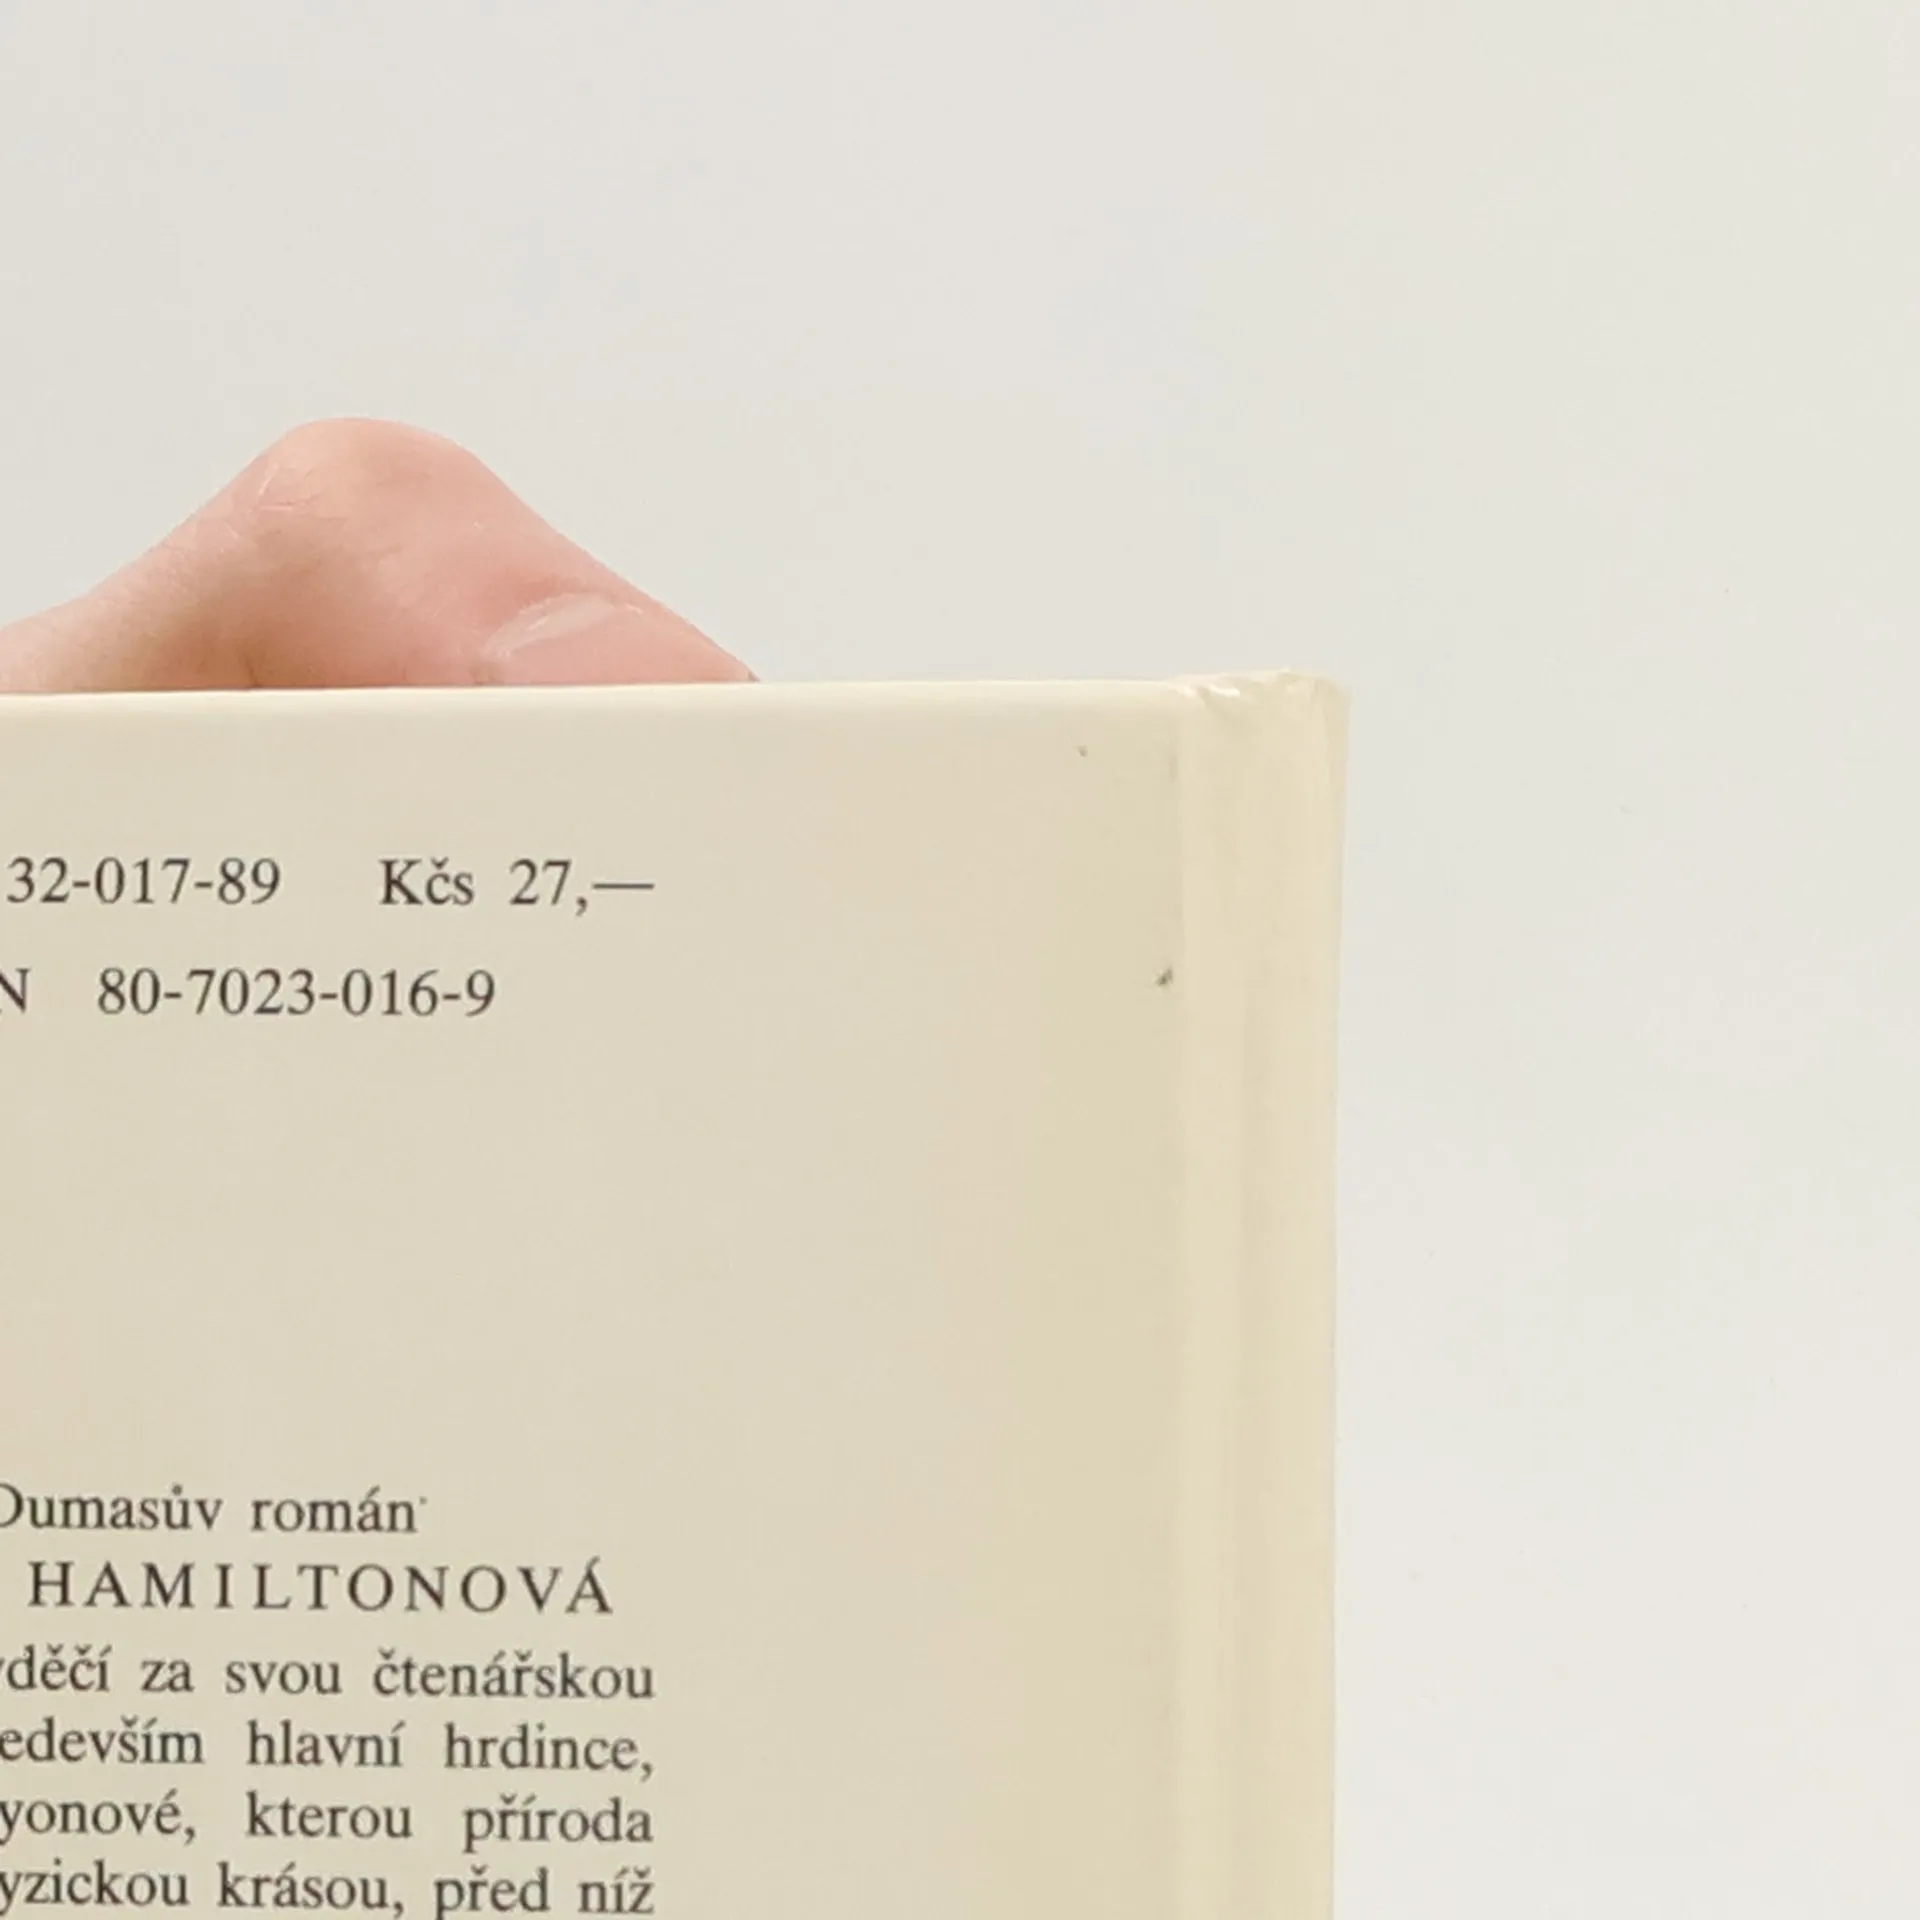 32-017-89 Kčs 27,—
N 80-7023-016-9
Dumasův román
HAMILTONOVÁ
děčí za svou čtenářskou
edevším hlavní hrdince,
yonové, kterou příroda
yzickou krásou, před níž